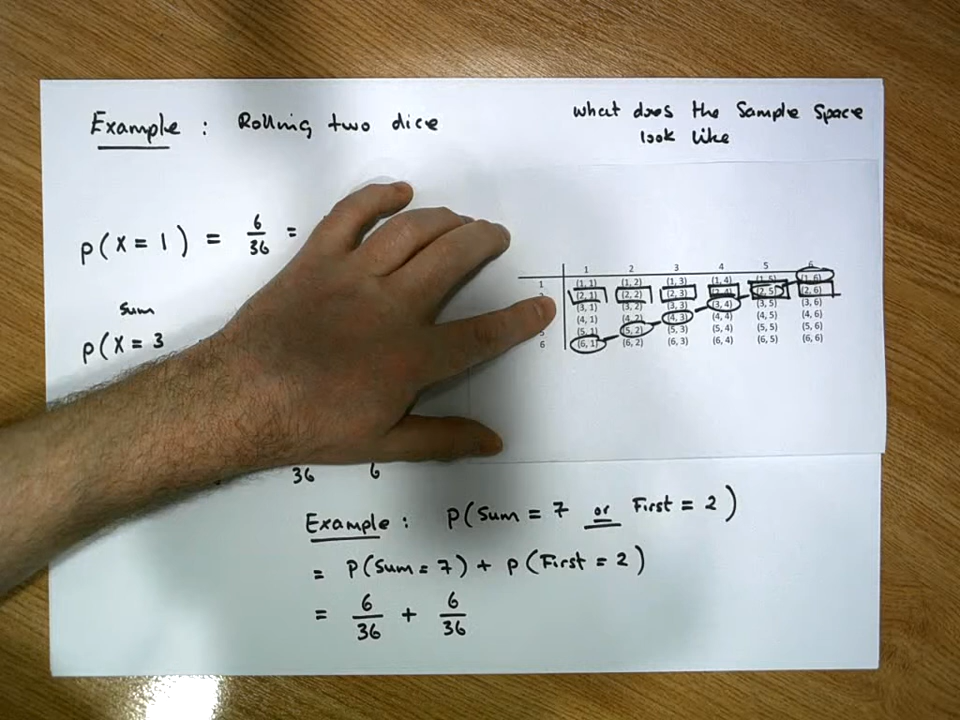 Example : Rolling two dice
what does the Sample Space
look like
P(X = 1) = 6/36 =
sum
P(X = 3
36 6
1 2 3 4 5 6
1 (1, 1) (1, 2) (1, 3) (1, 4) (1, 5) (1, 6)
(2, 1) (2, 2) (2, 3) (2, 4) (2, 5) (2, 6)
(3, 1) (3, 2) (3, 3) (3, 4) (3, 5) (3, 6)
(4, 1) (4, 2) (4, 3) (4, 4) (4, 5) (4, 6)
5 (5, 1) (5, 2) (5, 3) (5, 4) (5, 5) (5, 6)
6 (6, 1) (6, 2) (6, 3) (6, 4) (6, 5) (6, 6)
Example : P(Sum = 7 or First = 2)
= P(Sum = 7) + P(First = 2)
= 6/36 + 6/36